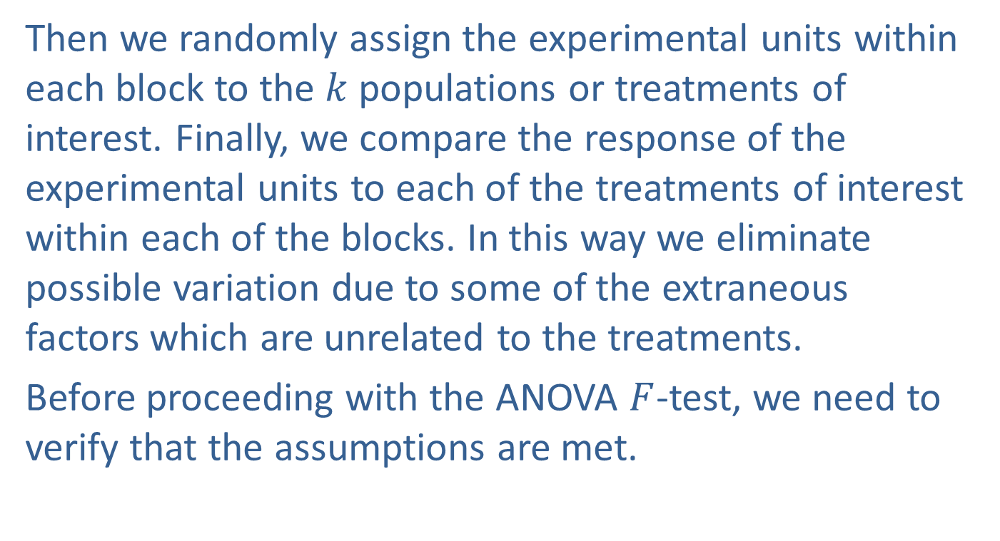 Then we randomly assign the experimental units within
each block to the k populations or treatments of
interest. Finally, we compare the response of the
experimental units to each of the treatments of interest
within each of the blocks. In this way we eliminate
possible variation due to some of the extraneous
factors which are unrelated to the treatments.
Before proceeding with the ANOVA F-test, we need to
verify that the assumptions are met.